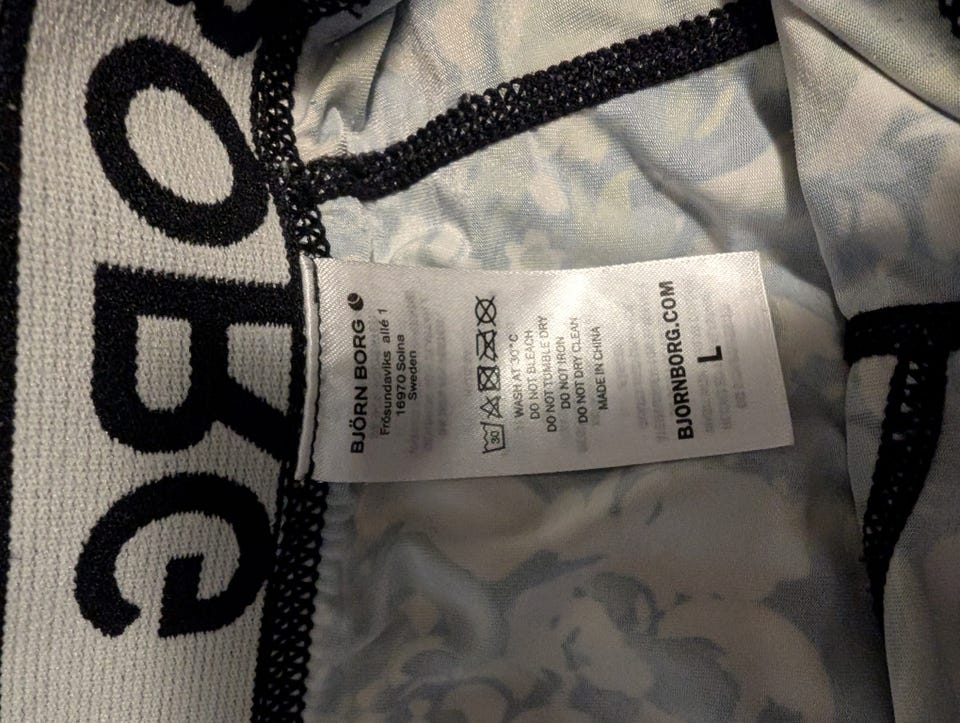 BORG
BJÖRN BORG
Frösundaviks allé 1
16970 Solna
Sweden
30
WASH AT 30°C
DO NOT BLEACH
DO NOT TUMBLE DRY
DO NOT IRON
DO NOT DRY CLEAN
MADE IN CHINA
BJORNBORG.COM
L